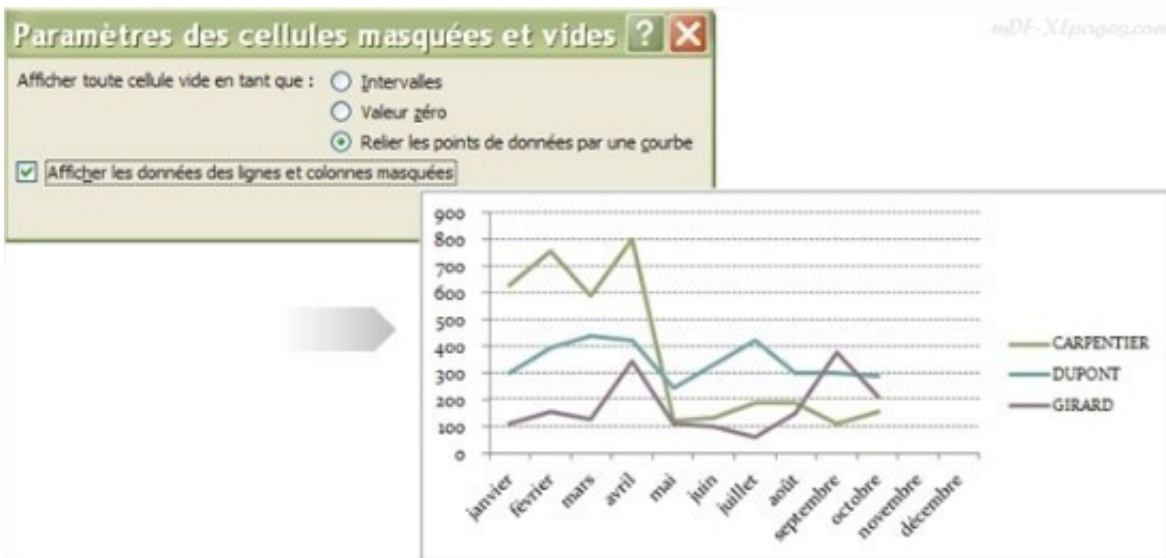 Paramètres des cellules masquées et vides
mDF-XLpages.com
Afficher toute cellule vide en tant que :
Intervalles
Valeur zéro
Relier les points de données par une courbe
Afficher les données des lignes et colonnes masquées
900
800
700
600
500
400
300
200
100
0
janvier
février
mars
avril
mai
juin
juillet
août
septembre
octobre
novembre
décembre
CARPENTIER
DUPONT
GIRARD